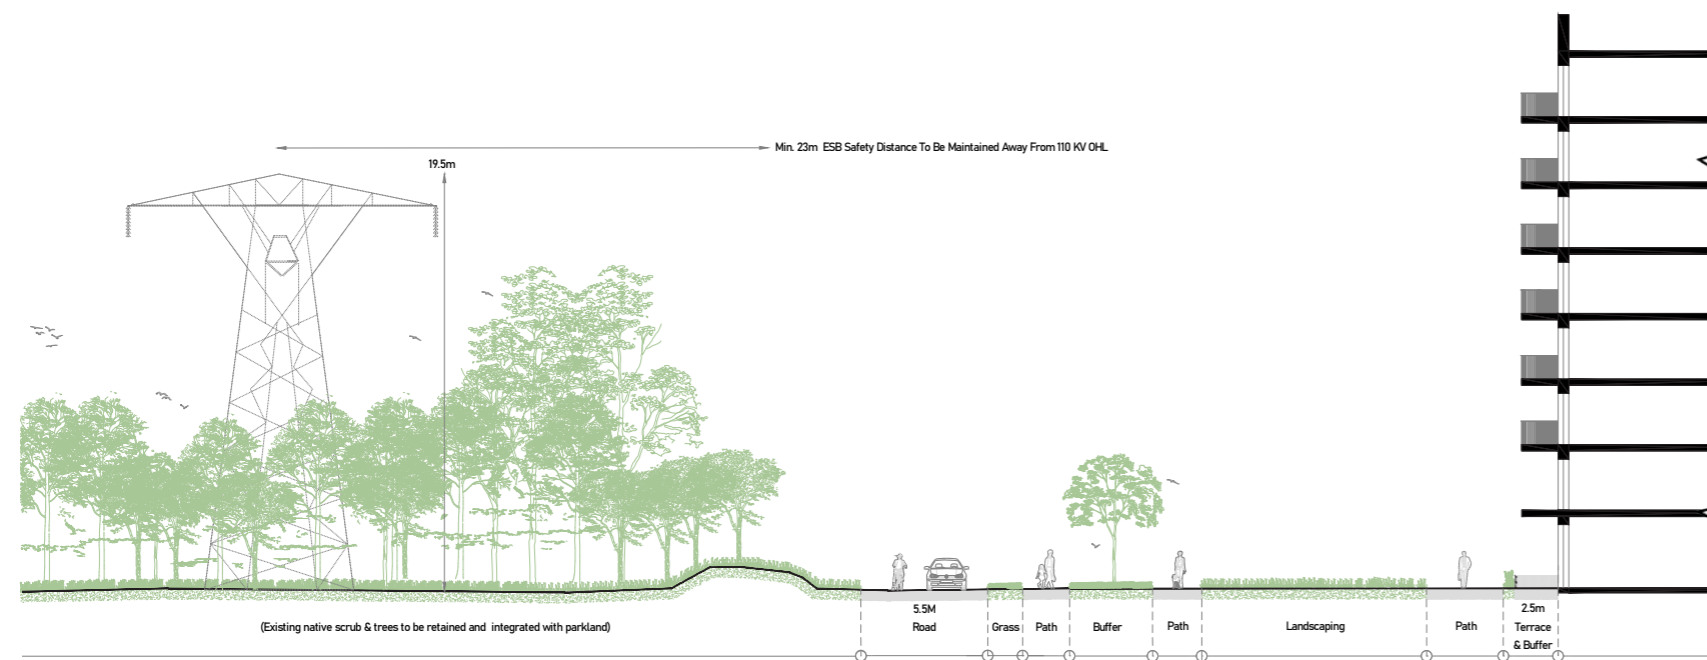 Min. 23m ESB Safety Distance To Be Maintained Away From 110 KV OHL
19.5m
(Existing native scrub & trees to be retained and integrated with parkland)
5.5M
Road
Grass
Path
Buffer
Path
Landscaping
Path
2.5m
Terrace
& Buffer